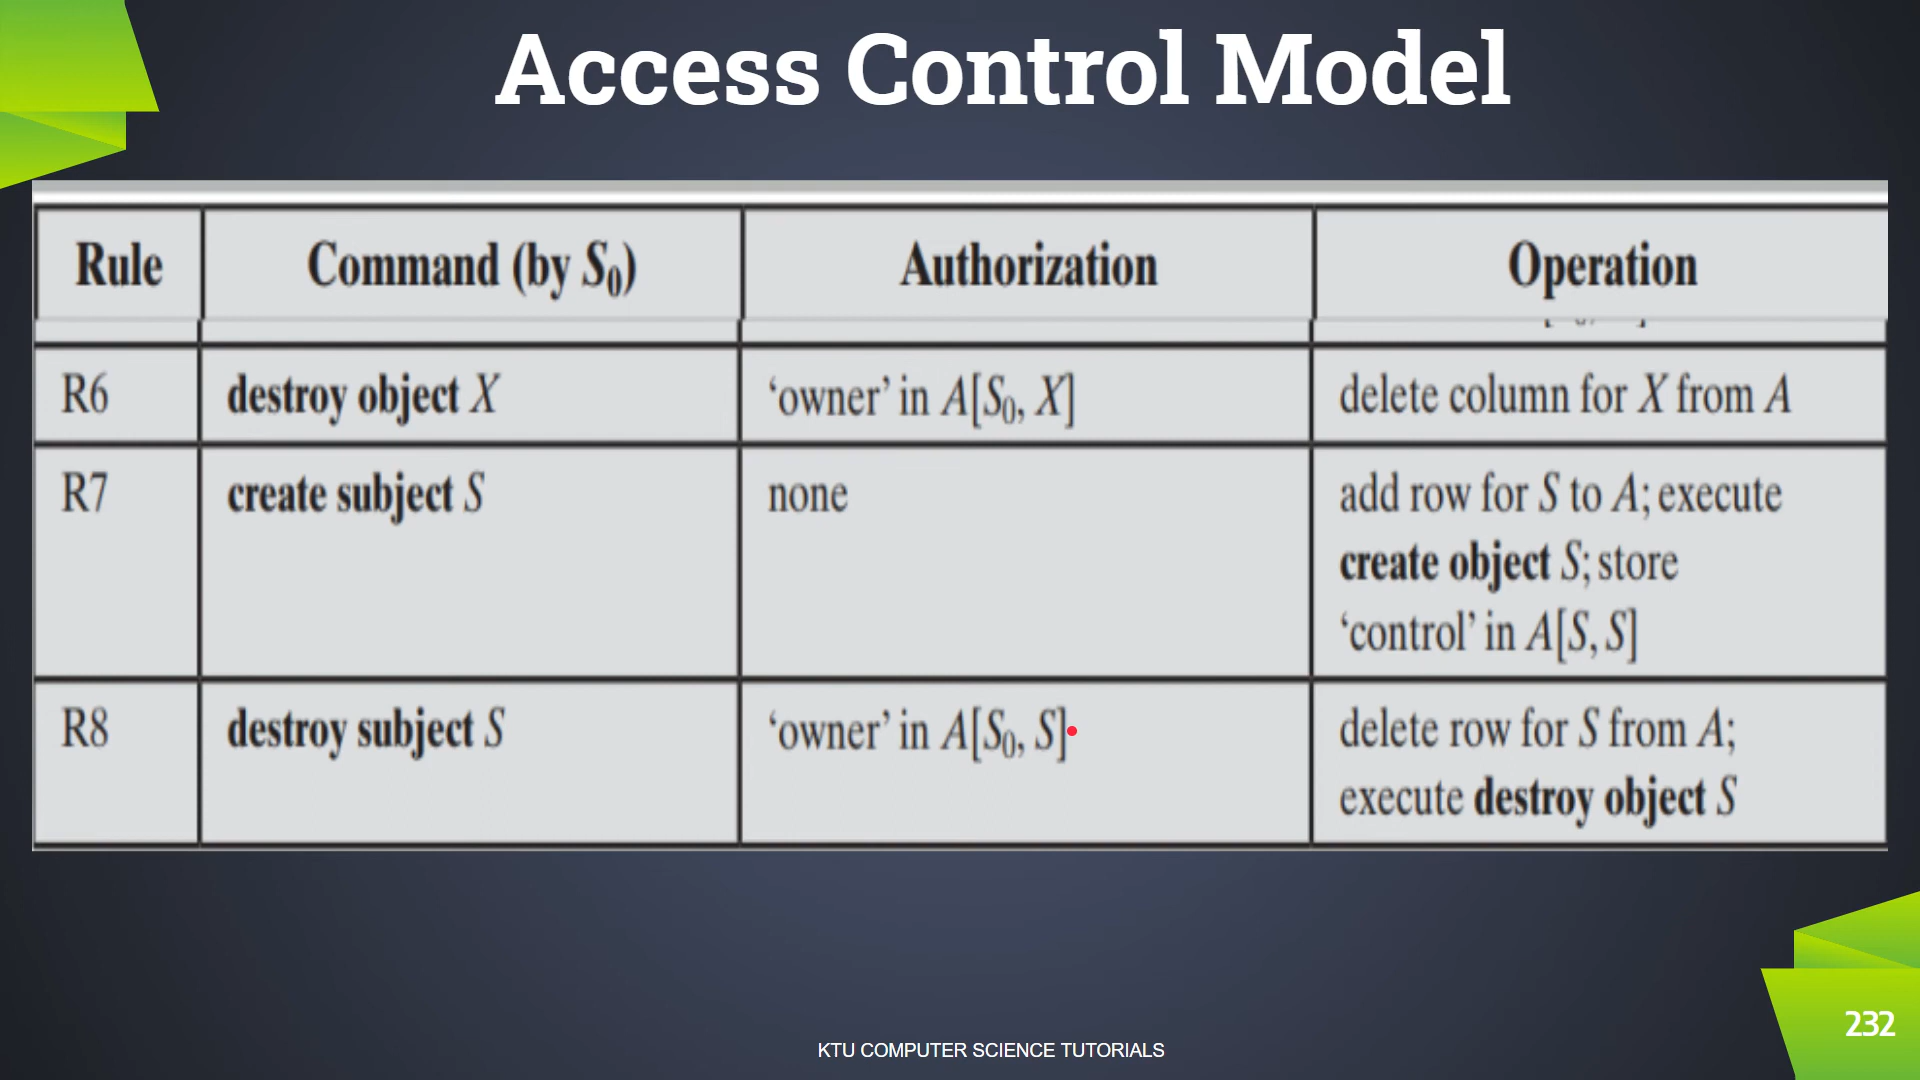 Access Control Model
Rule Command (by S₀) Authorization Operation
R6 destroy object X ‘owner’ in A[S₀, X] delete column for X from A
R7 create subject S none add row for S to A; execute
create object S; store
‘control’ in A[S, S]
R8 destroy subject S ‘owner’ in A[S₀, S] delete row for S from A;
execute destroy object S
232
KTU COMPUTER SCIENCE TUTORIALS